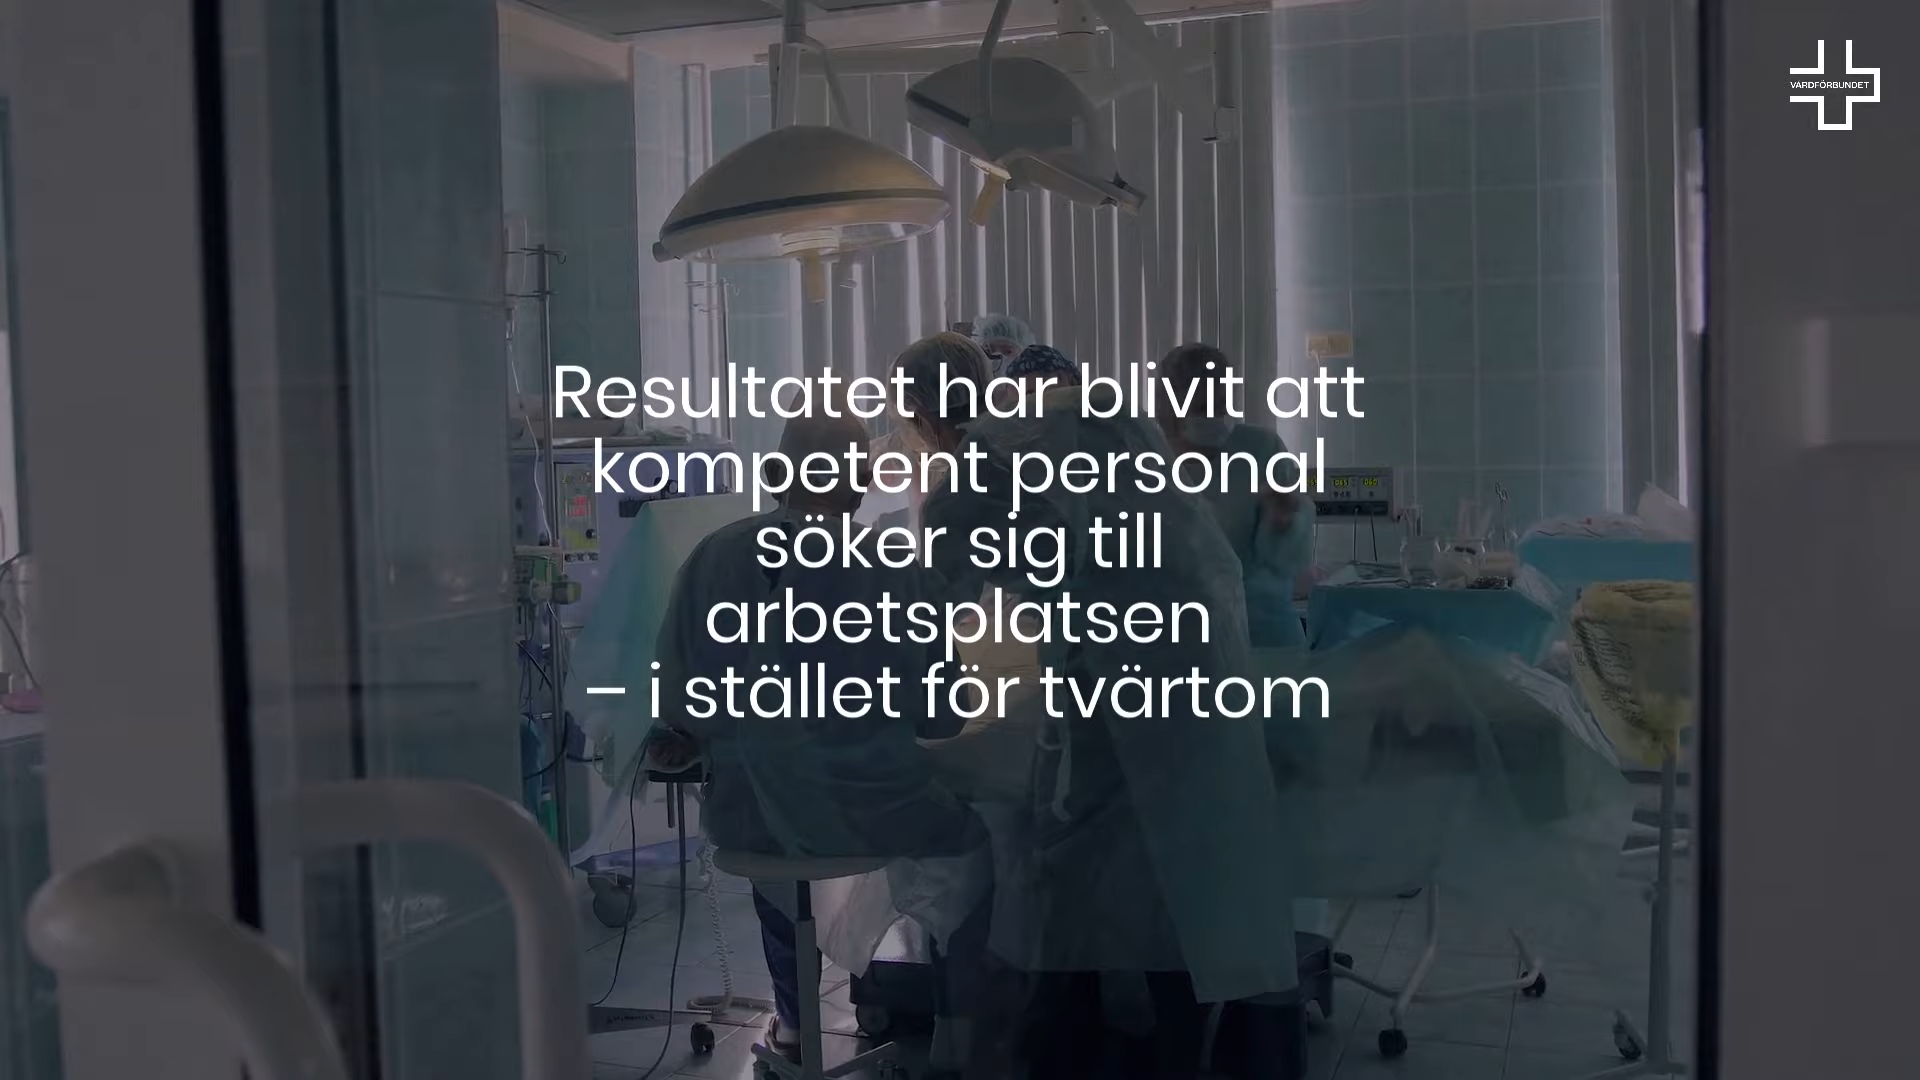 VÅRDFÖRBUNDET
Resultatet har blivit att
kompetent personal
söker sig till
arbetsplatsen
– i stället för tvärtom